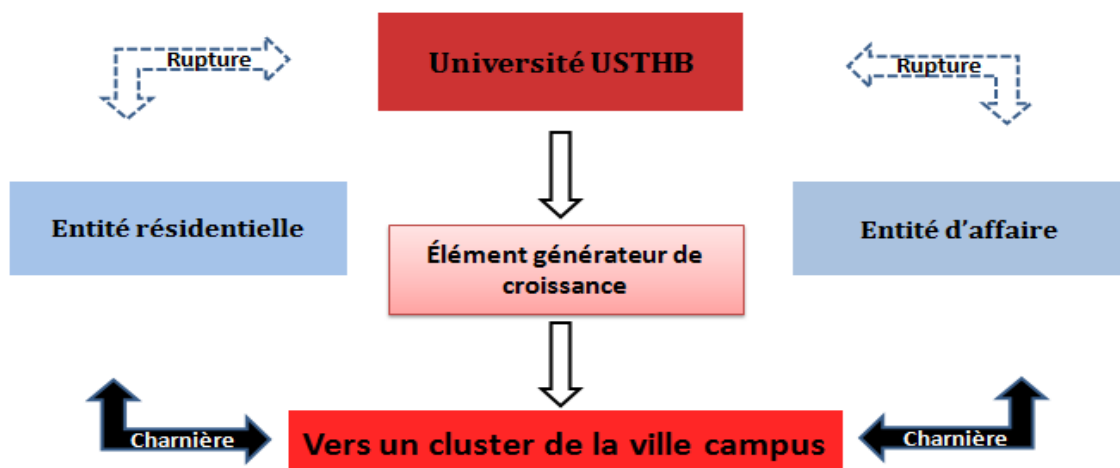 Rupture
Université USTHB
Rupture
Entité résidentielle
Élément générateur de
croissance
Entité d'affaire
Charnière
Vers un cluster de la ville campus
Charnière